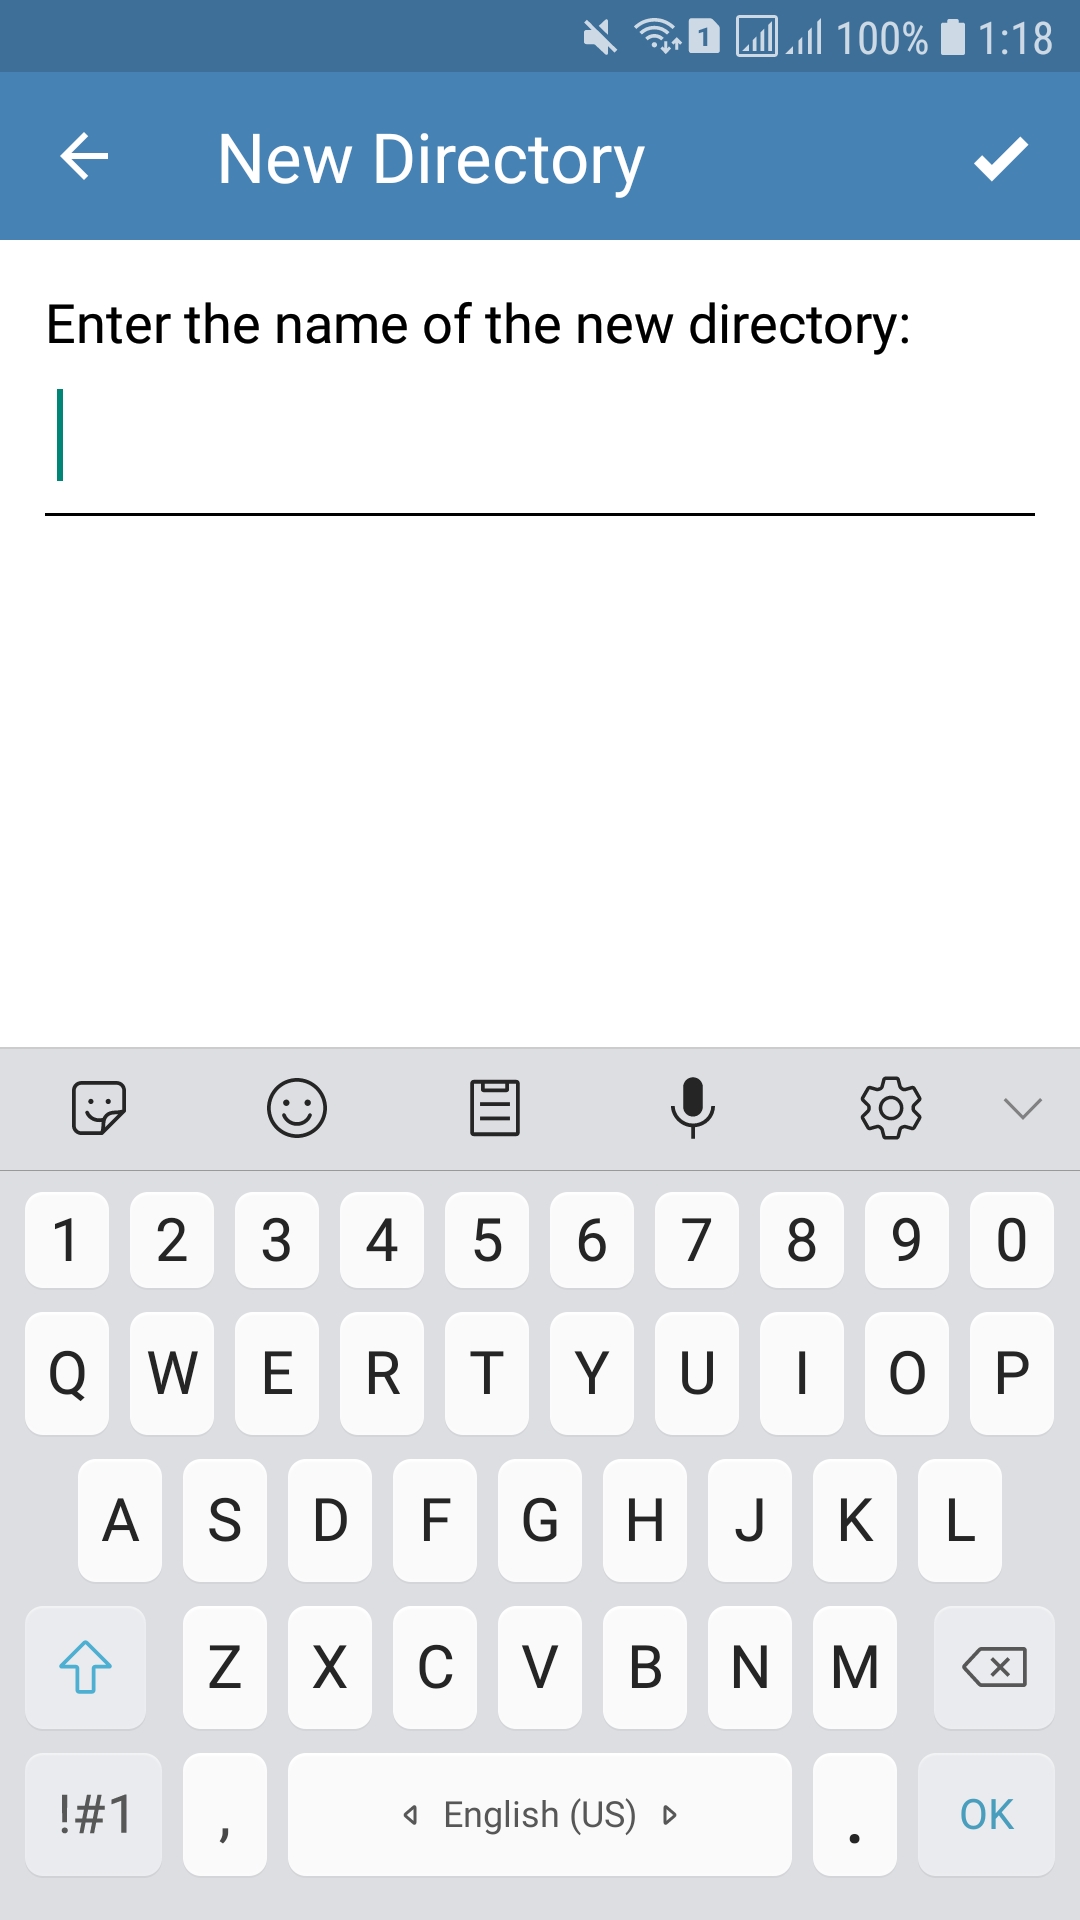 1 100% 1:18
New Directory
Enter the name of the new directory:
1 2 3 4 5 6 7 8 9 0
Q W E R T Y U I O P
A S D F G H J K L
Z X C V B N M
!#1 , English (US) . OK